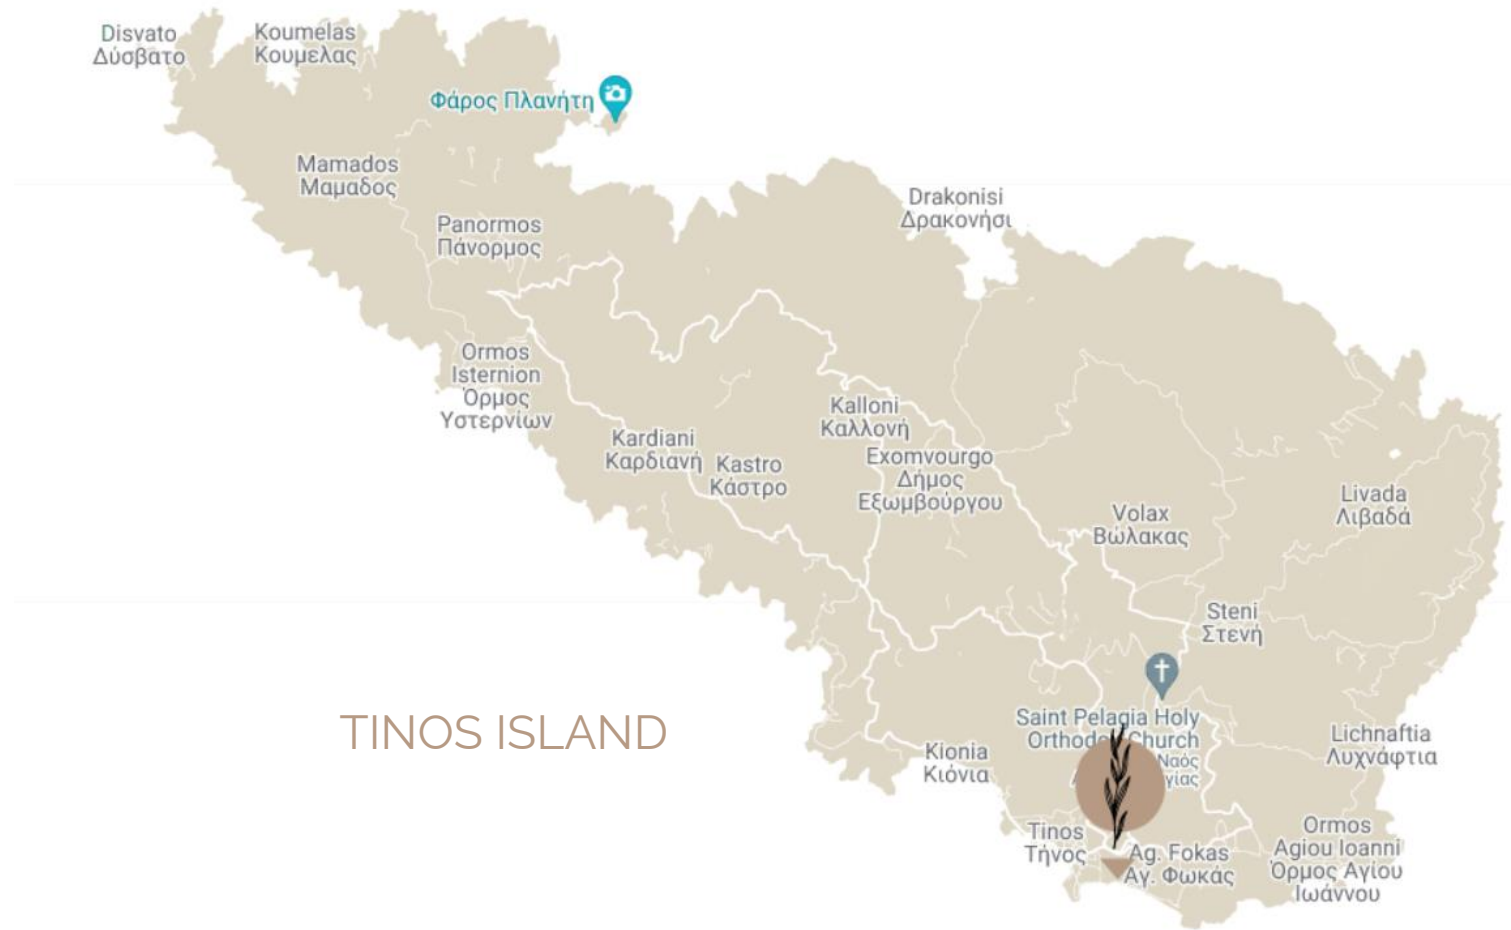 Disvato
Δύσβατο
Koumelas
Κουμελας
Φάρος Πλανήτη
Mamados
Μαμαδος
Panormos
Πάνορμος
Drakonisi
Δρακονήσι
Ormos
Isternion
Όρμος
Υστερνίων
Kalloni
Καλλονή
Kardiani
Καρδιανή
Kastro
Κάστρο
Exomvourgo
Δήμος
Εξωμβούργου
Volax
Βώλακας
Livada
Λιβαδά
Steni
Στενή
TINOS ISLAND
Saint Pelagia Holy
Church
Ναός
Kionia
Κιόνια
Lichnaftia
Λυχνάφτια
Tinos
Τήνος
Ag. Fokas
Αγ. Φωκάς
Ormos
Agiou Ioanni
Όρμος Αγίου
Ιωάννου